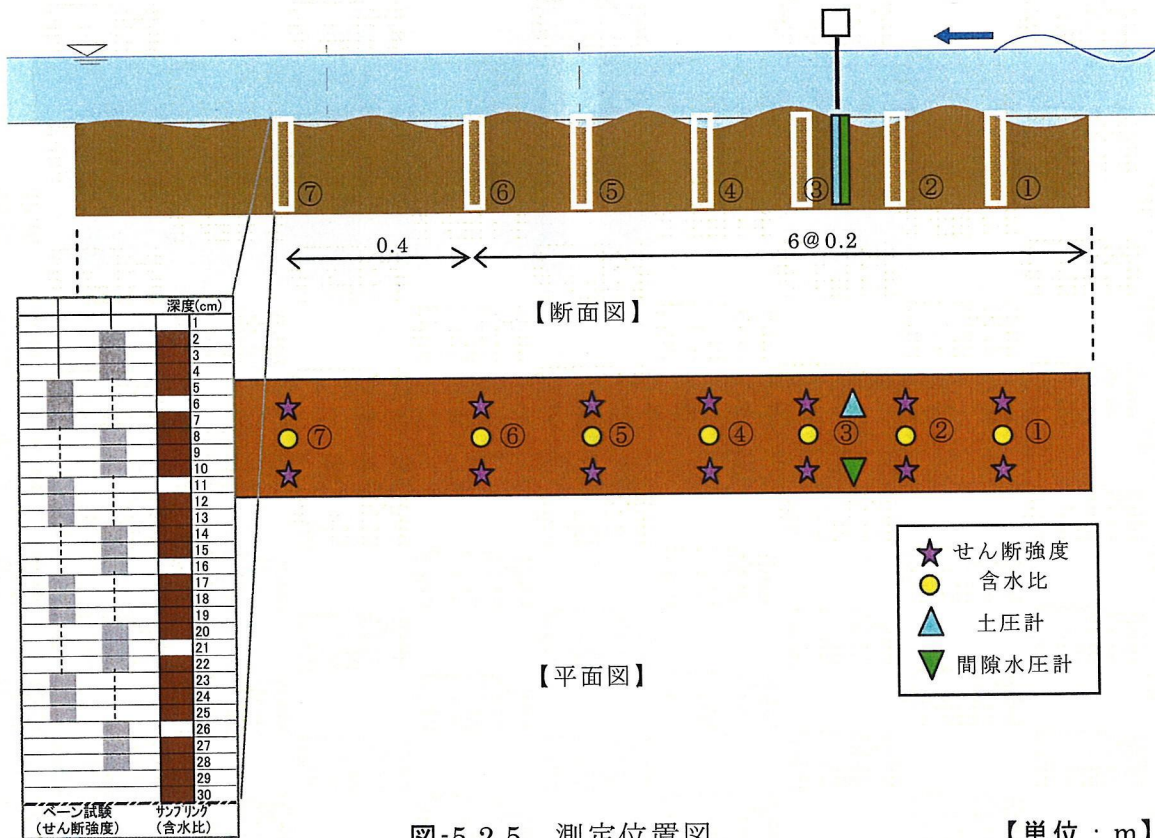 ⑦ ⑥ ⑤ ④ ③ ② ①
0.4
6@0.2
【断面図】
深度(cm)
1
2
3
4
5
6
7
8
9
10
11
12
13
14
15
16
17
18
19
20
21
22
23
24
25
26
27
28
29
30
ベーン試験
(せん断強度)
サンプリング
(含水比)
⑦ ⑥ ⑤ ④ ③ ② ①
せん断強度
含水比
土圧計
間隙水圧計
【平面図】
図-5.2.5 測定位置図
【単位：m】